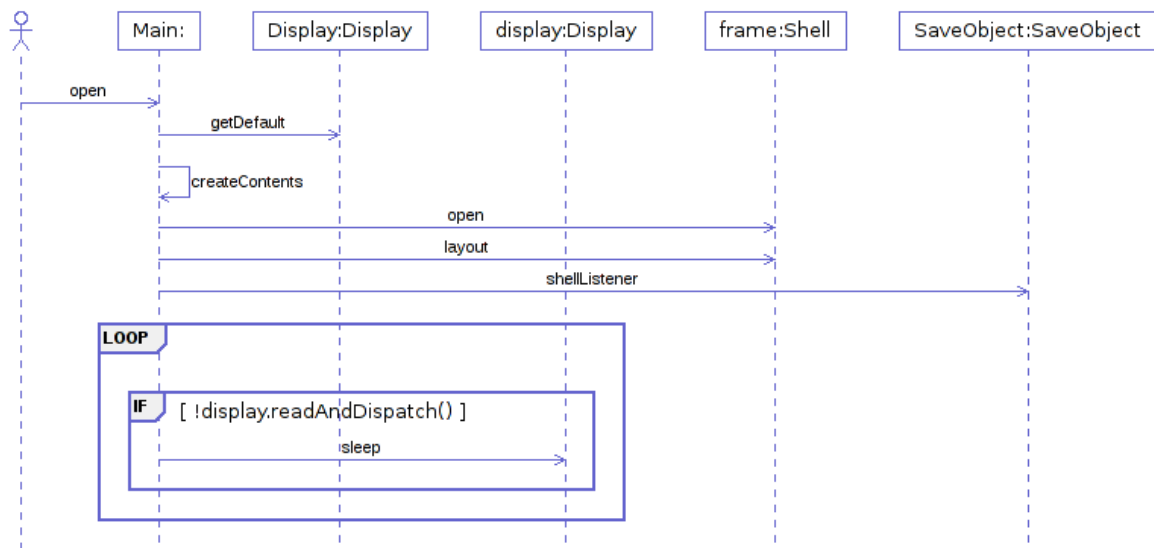 Main:
Display:Display
display:Display
frame:Shell
SaveObject:SaveObject
open
getDefault
createContents
open
layout
shellListener
LOOP
IF [ !display.readAndDispatch() ]
sleep